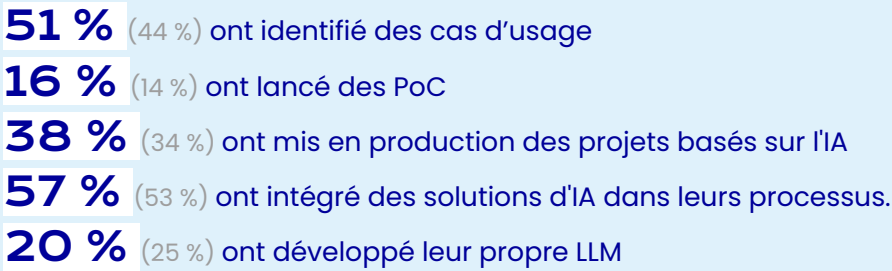 51 % (44 %) ont identifié des cas d’usage
16 % (14 %) ont lancé des PoC
38 % (34 %) ont mis en production des projets basés sur l'IA
57 % (53 %) ont intégré des solutions d'IA dans leurs processus.
20 % (25 %) ont développé leur propre LLM